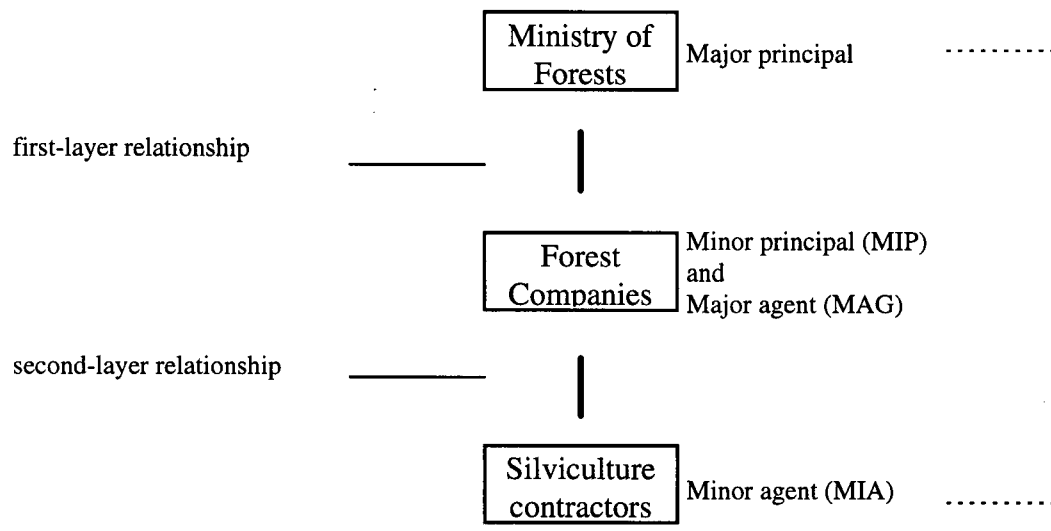 Ministry of
Forests
Major principal
first-layer relationship
Forest
Companies
Minor principal (MIP)
and
Major agent (MAG)
second-layer relationship
Silviculture
contractors
Minor agent (MIA)